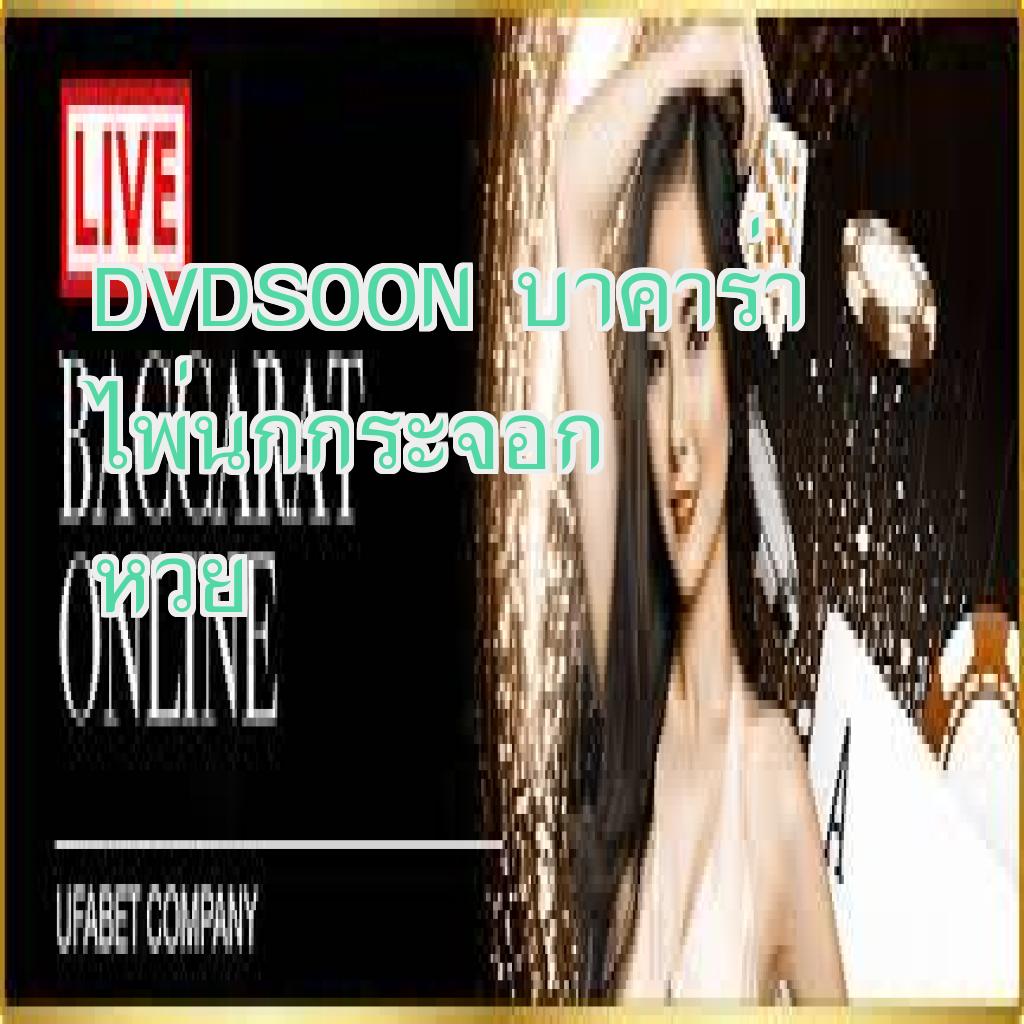 LIVE
DVDSOON บาคาร่า
BACCARAT
ไพ่นกกระจอก
ONLINE
หวย
UFABET COMPANY
A